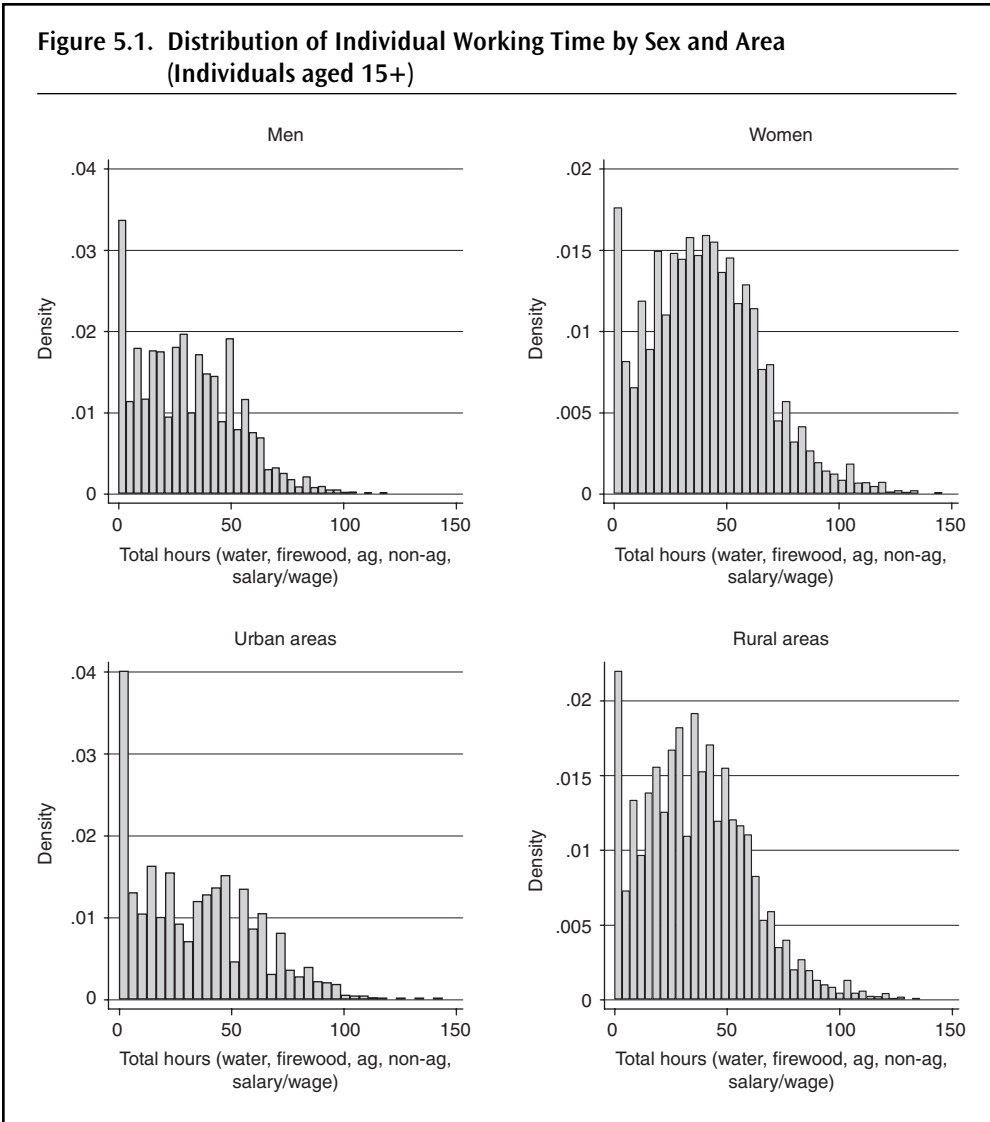 Figure 5.1. Distribution of Individual Working Time by Sex and Area
(Individuals aged 15+)
Men
.04
.03
.02
.01
0
Density
0 50 100 150
Total hours (water, firewood, ag, non-ag,
salary/wage)
Women
.02
.015
.01
.005
0
Density
0 50 100 150
Total hours (water, firewood, ag, non-ag,
salary/wage)
Urban areas
.04
.03
.02
.01
0
Density
0 50 100 150
Total hours (water, firewood, ag, non-ag,
salary/wage)
Rural areas
.02
.015
.01
.005
0
Density
0 50 100 150
Total hours (water, firewood, ag, non-ag,
salary/wage)